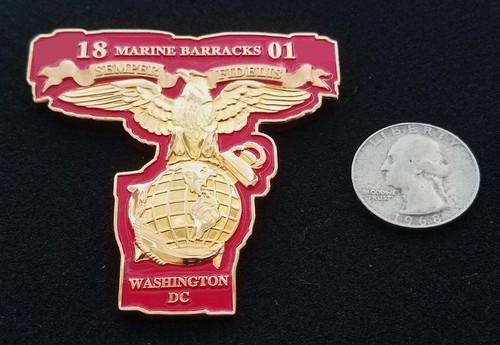 18 MARINE BARRACKS 01
SEMPER FIDELIS
WASHINGTON
DC
LIBERTY
IN GOD WE
TRUST
1968